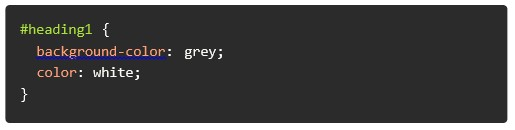 #heading1 {
  background-color: grey;
  color: white;
}